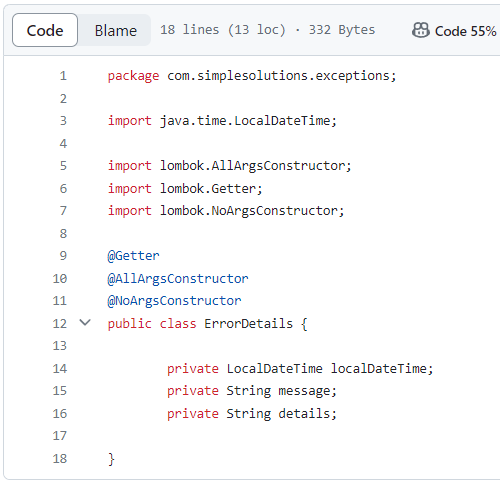 Code Blame 18 lines (13 loc) · 332 Bytes Code 55%
1 package com.simplesolutions.exceptions;
2
3 import java.time.LocalDateTime;
4
5 import lombok.AllArgsConstructor;
6 import lombok.Getter;
7 import lombok.NoArgsConstructor;
8
9 @Getter
10 @AllArgsConstructor
11 @NoArgsConstructor
12 public class ErrorDetails {
13
14 private LocalDateTime localDateTime;
15 private String message;
16 private String details;
17
18 }